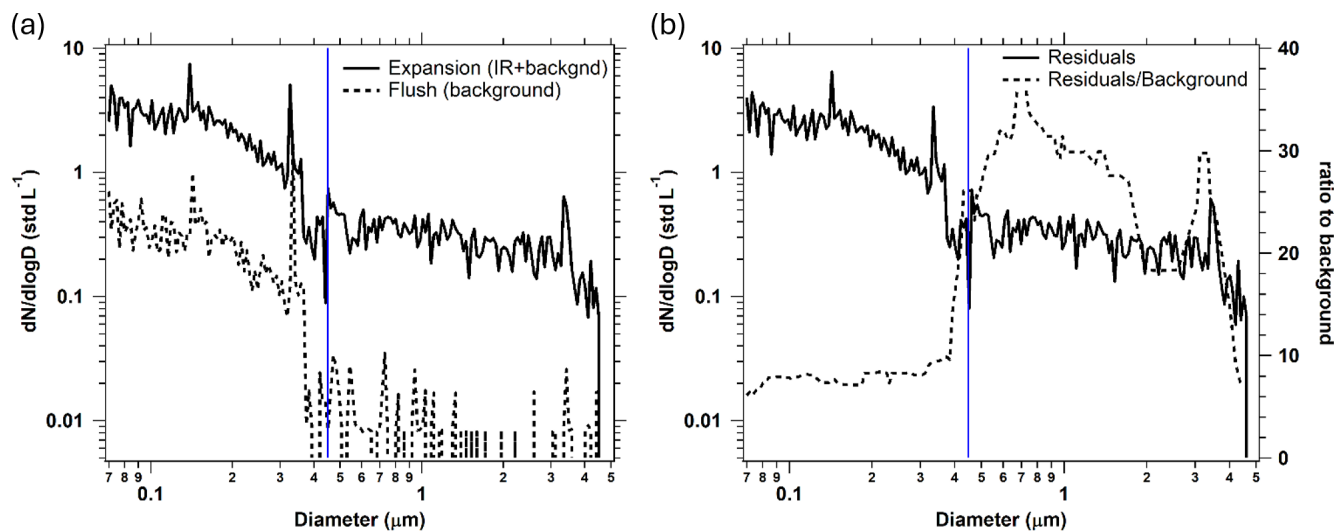 (a)
10
1
0.1
0.01
dN/dlogD (std L⁻¹)
Expansion (IR+backgnd)
Flush (background)
7 8 9 2 3 4 5 6 7 8 9 2 3 4 5
0.1 1
Diameter (μm)
(b)
10
1
0.1
0.01
dN/dlogD (std L⁻¹)
Residuals
Residuals/Background
40
30
20
10
0
ratio to background
7 8 9 2 3 4 5 6 7 8 9 2 3 4 5
0.1 1
Diameter (μm)